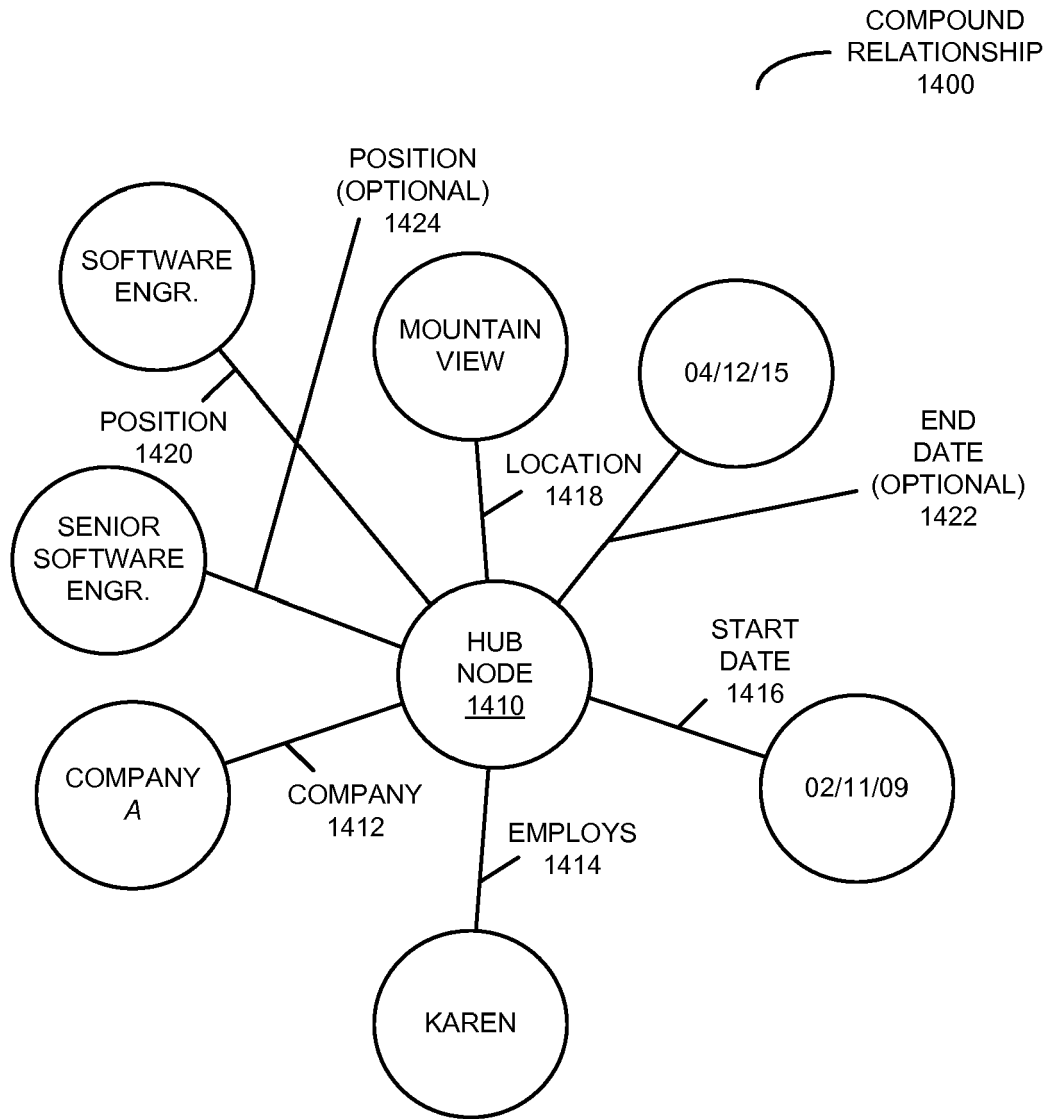 COMPOUND
RELATIONSHIP
1400
POSITION
(OPTIONAL)
1424
SOFTWARE
ENGR.
MOUNTAIN
VIEW
04/12/15
POSITION
1420
LOCATION
1418
END
DATE
(OPTIONAL)
1422
SENIOR
SOFTWARE
ENGR.
HUB
NODE
1410
START
DATE
1416
COMPANY
A
COMPANY
1412
EMPLOYS
1414
02/11/09
KAREN